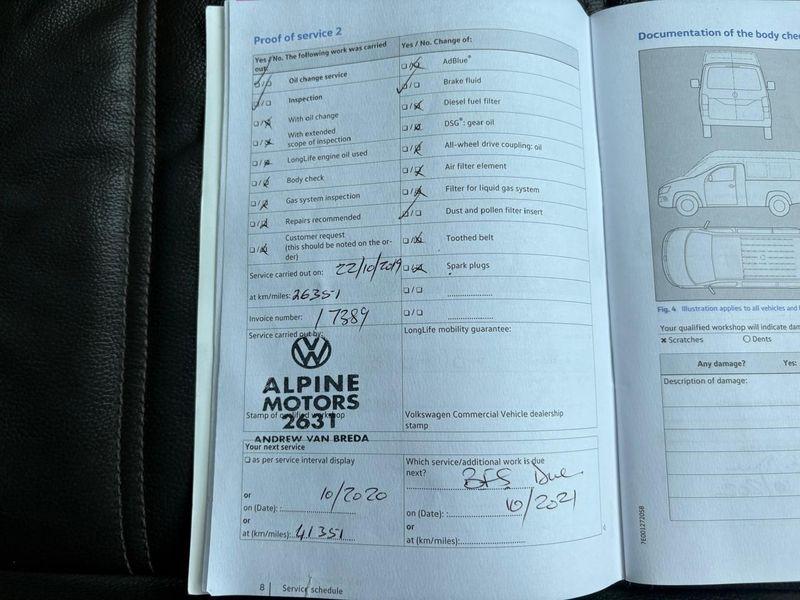 Proof of service 2
Yes / No. The following work was carried out:
Oil change service
Inspection
With oil change
With extended
scope of inspection
LongLife engine oil used
Body check
Gas system inspection
Repairs recommended
Customer request
(this should be noted on the or-
der)
Service carried out on: 22/10/2019
at km/miles: 26351
Invoice number: 17389
Service carried out by:
ALPINE
MOTORS
2631
Stamp of qualified workshop
ANDREW VAN BREDA
Yes / No. Change of:
AdBlue®
Brake fluid
Diesel fuel filter
DSG®: gear oil
All-wheel drive coupling: oil
Air filter element
Filter for liquid gas system
Dust and pollen filter insert
Toothed belt
Spark plugs
LongLife mobility guarantee:
Volkswagen Commercial Vehicle dealership
stamp
Your next service
as per service interval display
or
10/2020
on (Date):
or
at (km/miles): 41351
Which service/additional work is due
next?
BFS Due
10/2021
on (Date):
or
at (km/miles):
8 Service schedule
Documentation of the body che
Fig. 4 Illustration applies to all vehicles and
Your qualified workshop will indicate dam
Scratches
Dents
Any damage? Yes:
Description of damage:
7E0012720SB